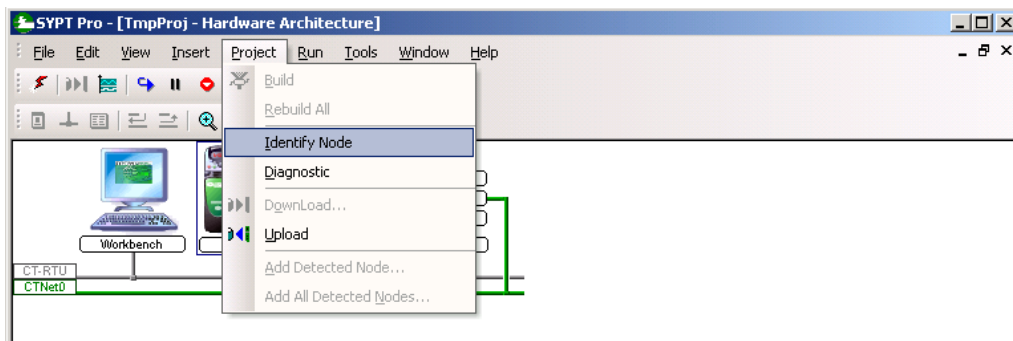 SYPT Pro - [TmpProj - Hardware Architecture]
File Edit View Insert Project Run Tools Window Help
Build
Rebuild All
Identify Node
Diagnostic
DownLoad...
Upload
Add Detected Node...
Add All Detected Nodes...
Workbench
CT-RTU
CTNet0